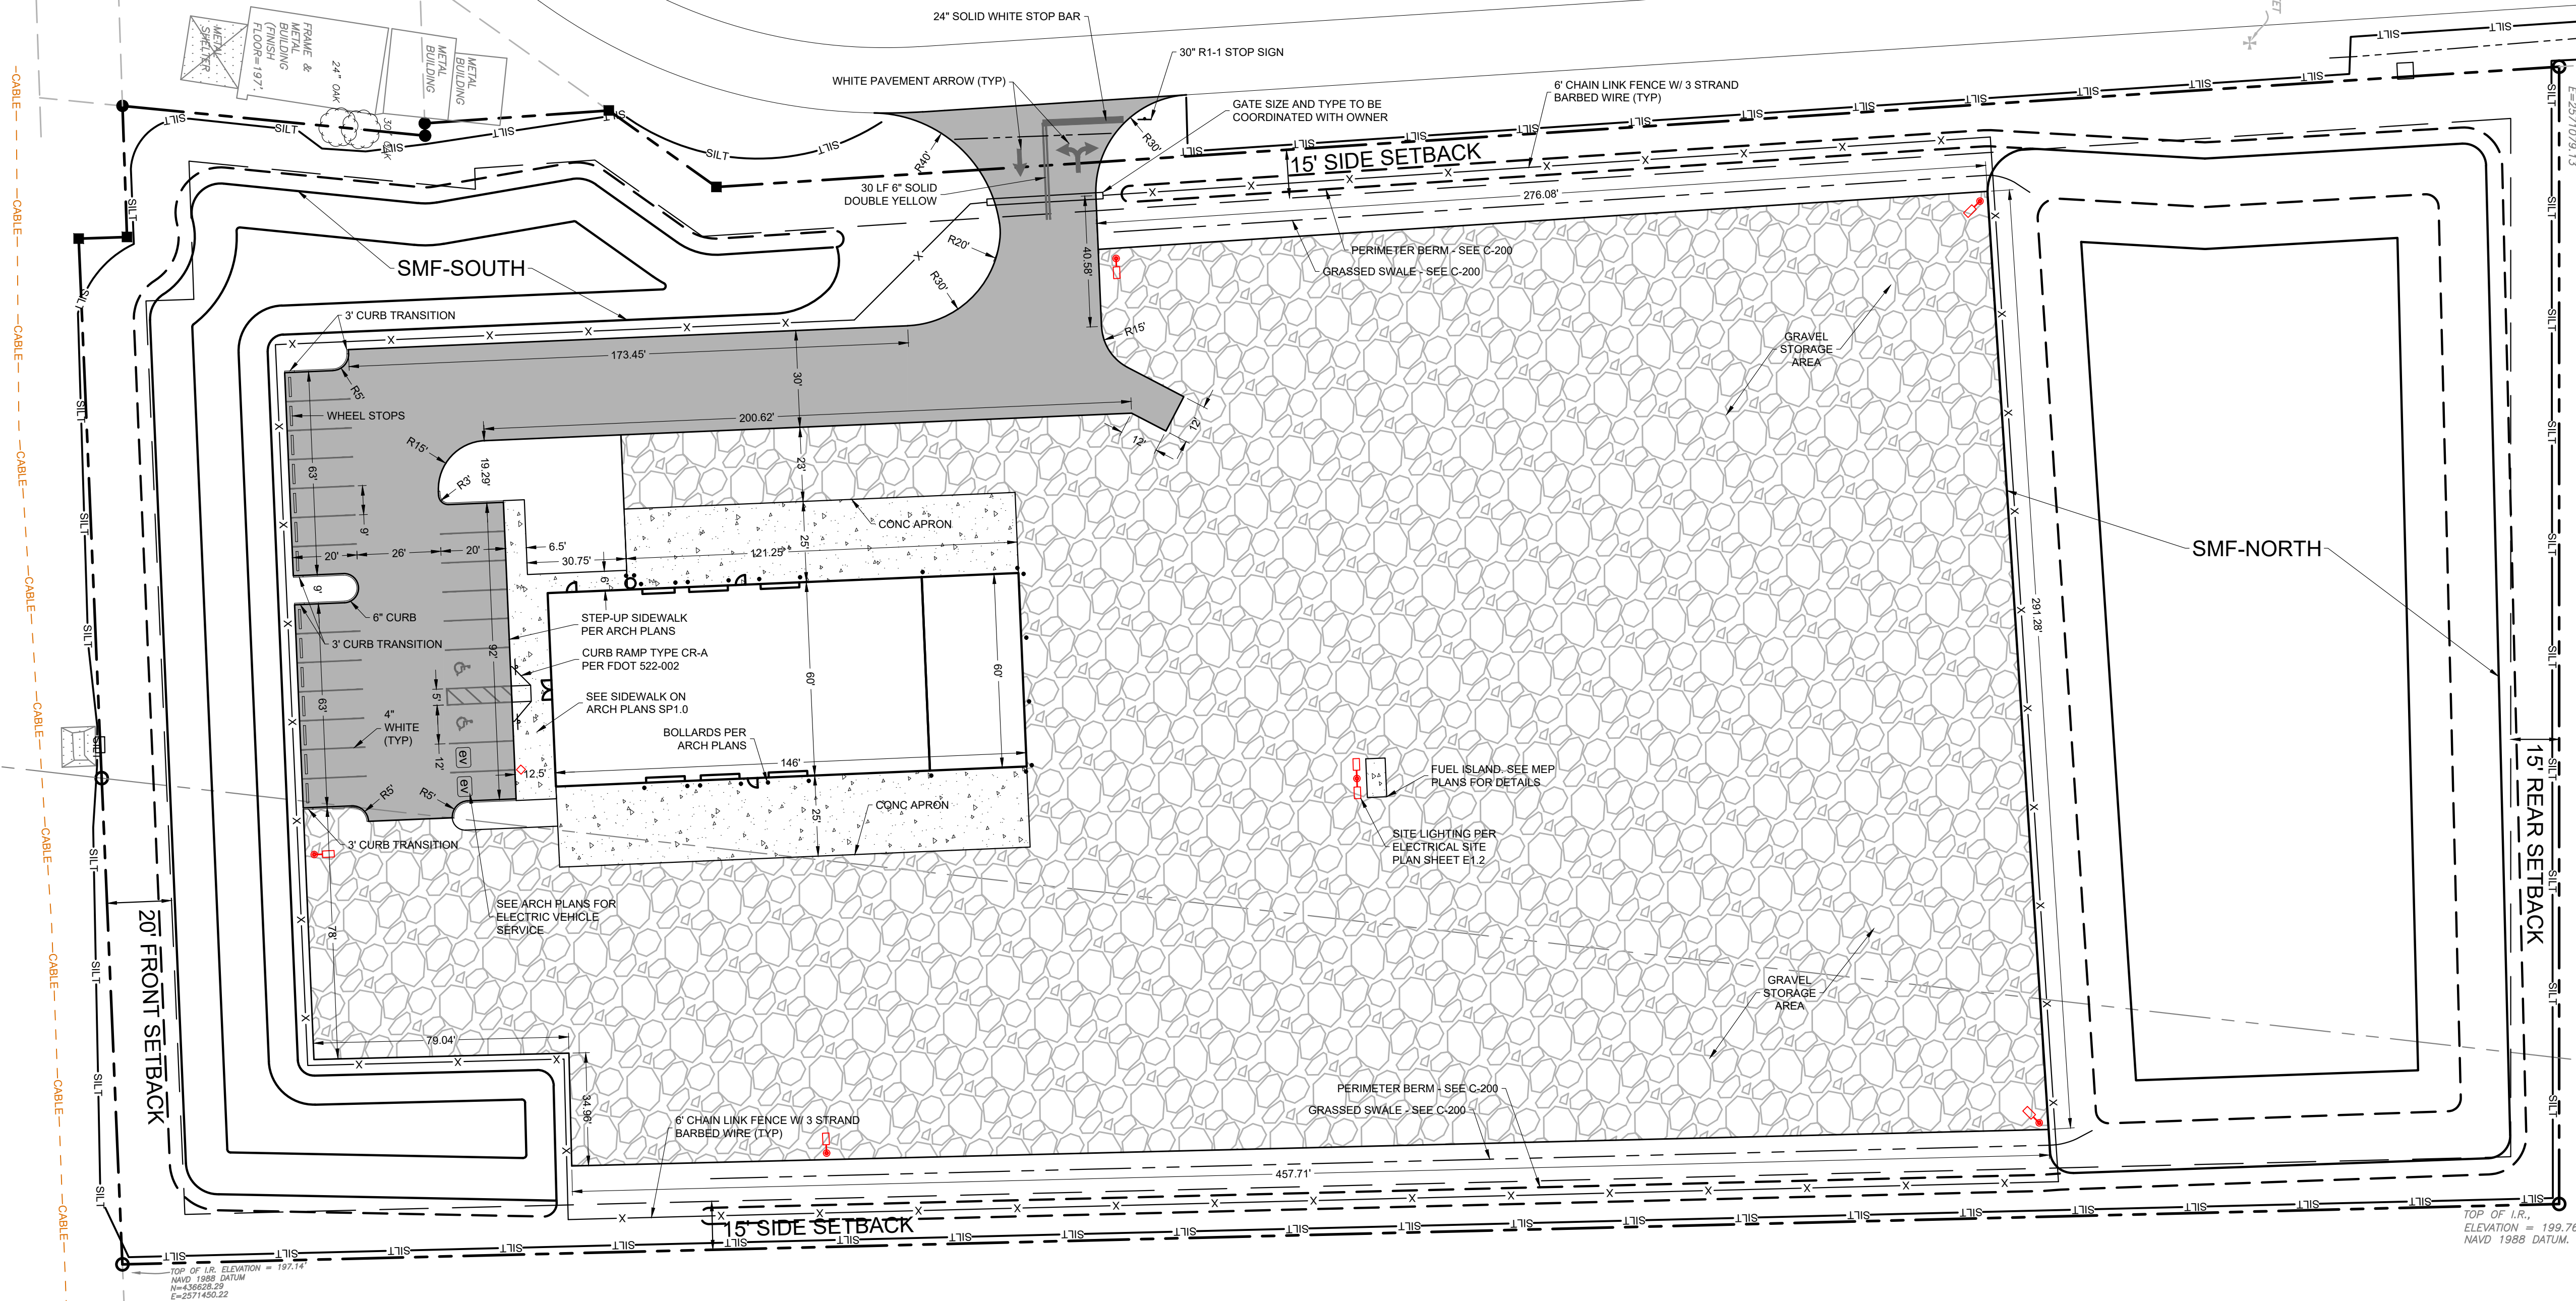 24" SOLID WHITE STOP BAR
30" R1-1 STOP SIGN
WHITE PAVEMENT ARROW (TYP)
6' CHAIN LINK FENCE W/ 3 STRAND
BARBED WIRE (TYP)
GATE SIZE AND TYPE TO BE
COORDINATED WITH OWNER
METAL
SHELTER
FRAME &
METAL
BUILDING
(FINISH
FLOOR=197'.
24" OAK
METAL
BUILDING
METAL
BUILDING
R40'
R30'
15' SIDE SETBACK
30 LF 6" SOLID
DOUBLE YELLOW
276.08'
R20'
R30'
40.58'
PERIMETER BERM - SEE C-200
GRASSED SWALE - SEE C-200
SMF-SOUTH
3' CURB TRANSITION
173.45'
30'
R15'
GRAVEL
STORAGE
AREA
R5'
WHEEL STOPS
200.62'
12'
12'
R15'
19.29'
23'
R3'
63'
9'
CONC APRON
20'
26'
20'
6.5'
30.75'
121.25'
25'
6'
SMF-NORTH
9'
6" CURB
3' CURB TRANSITION
STEP-UP SIDEWALK
PER ARCH PLANS
CURB RAMP TYPE CR-A
PER FDOT 522-002
SEE SIDEWALK ON
ARCH PLANS SP1.0
92'
60'
60'
291.28'
5'
63'
4"
WHITE
(TYP)
12'
ev
ev
BOLLARDS PER
ARCH PLANS
146'
12.5'
FUEL ISLAND. SEE MEP
PLANS FOR DETAILS
R5'
R5'
25'
CONC APRON
SITE LIGHTING PER
ELECTRICAL SITE
PLAN SHEET E1.2
3' CURB TRANSITION
SEE ARCH PLANS FOR
ELECTRIC VEHICLE
SERVICE
78'
20' FRONT SETBACK
15' REAR SETBACK
GRAVEL
STORAGE
AREA
79.04'
34.96'
PERIMETER BERM - SEE C-200
GRASSED SWALE - SEE C-200
6' CHAIN LINK FENCE W/ 3 STRAND
BARBED WIRE (TYP)
457.71'
15' SIDE SETBACK
TOP OF I.R. ELEVATION = 197.14'
NAVD 1988 DATUM
N=436628.29
E=2571450.22
TOP OF I.R.,
ELEVATION = 199.76
NAVD 1988 DATUM.
E=2571079.13
CABLE
SILT